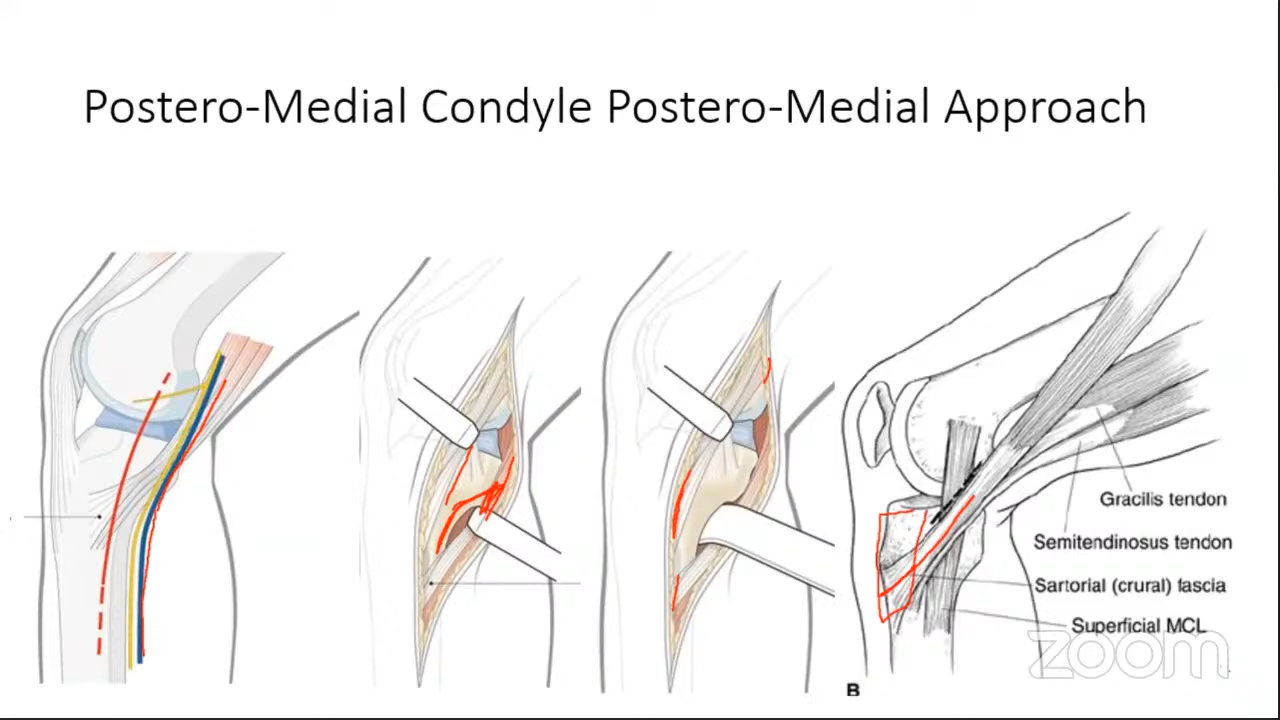 Postero-Medial Condyle Postero-Medial Approach
Gracilis tendon
Semitendinosus tendon
Sartorial (crural) fascia
Superficial MCL
zoom
B